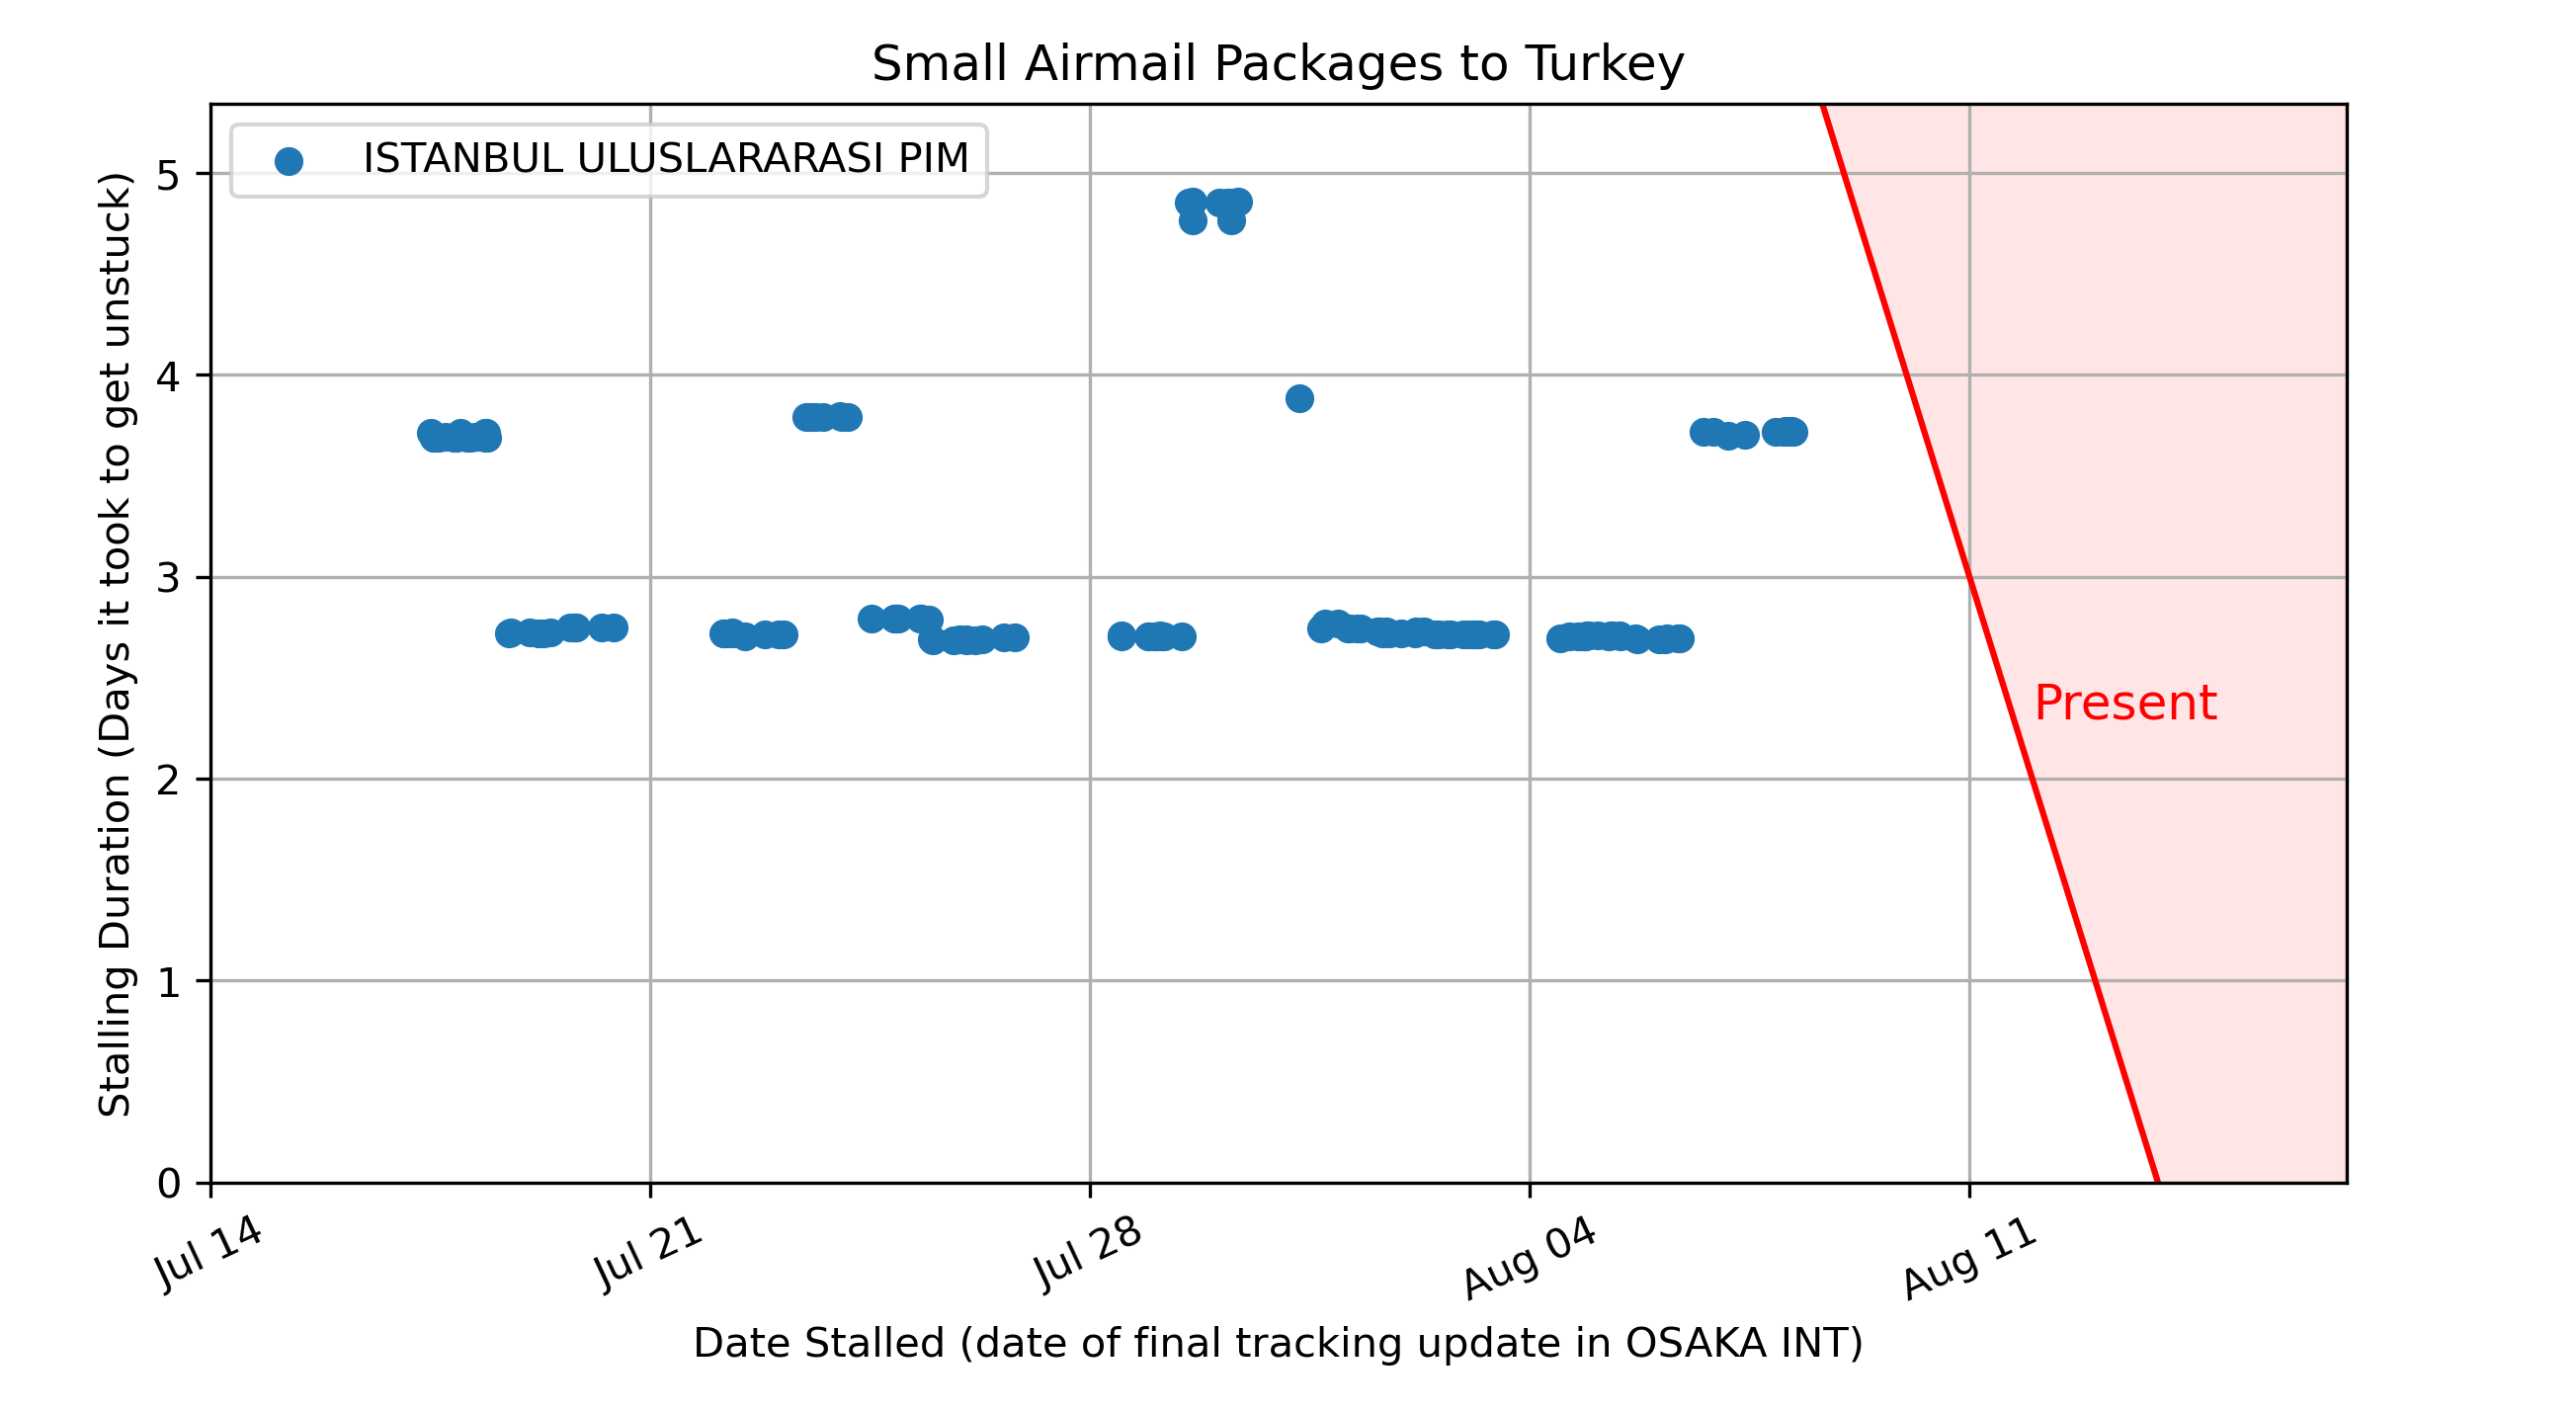 Small Airmail Packages to Turkey
ISTANBUL ULUSLARARASI PIM
Stalling Duration (Days it took to get unstuck)
5
4
3
2
1
0
Present
Jul 14
Jul 21
Jul 28
Aug 04
Aug 11
Date Stalled (date of final tracking update in OSAKA INT)